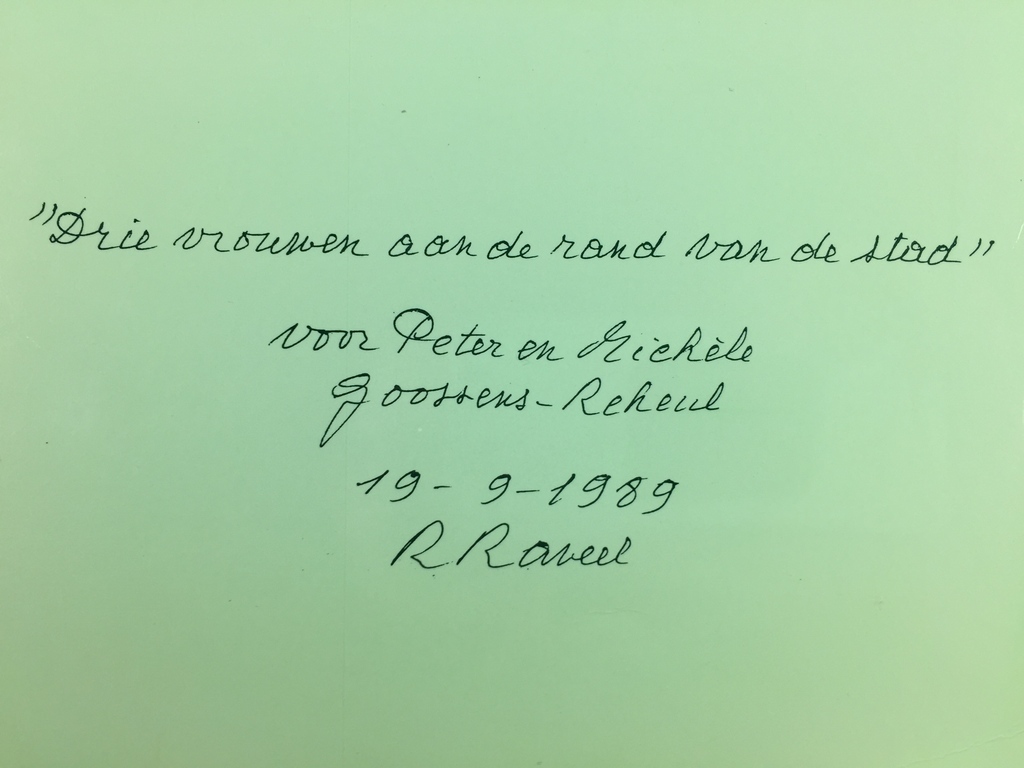 "Drie vrouwen aan de rand van de stad"
voor Peter en Michèle
Goossens-Reheul
19-9-1989
R. Raveel